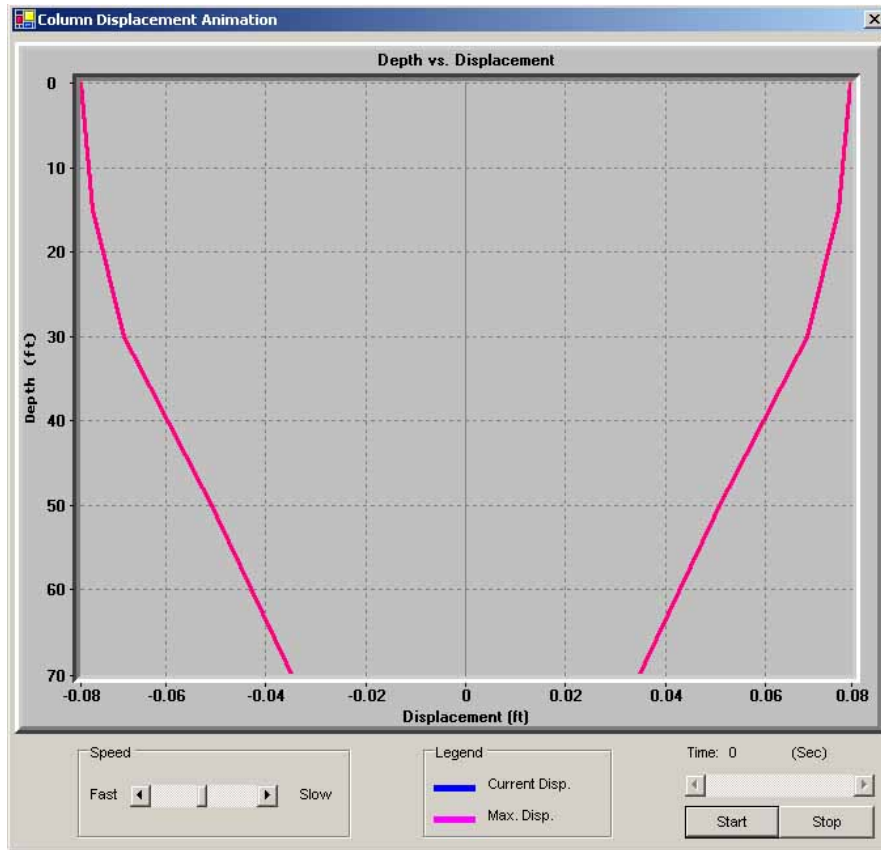 Column Displacement Animation
Depth vs. Displacement
Depth (ft)
0
10
20
30
40
50
60
70
-0.08 -0.06 -0.04 -0.02 0 0.02 0.04 0.06 0.08
Displacement (ft)
Speed
Fast Slow
Legend
Current Disp.
Max. Disp.
Time: 0 (Sec)
Start Stop